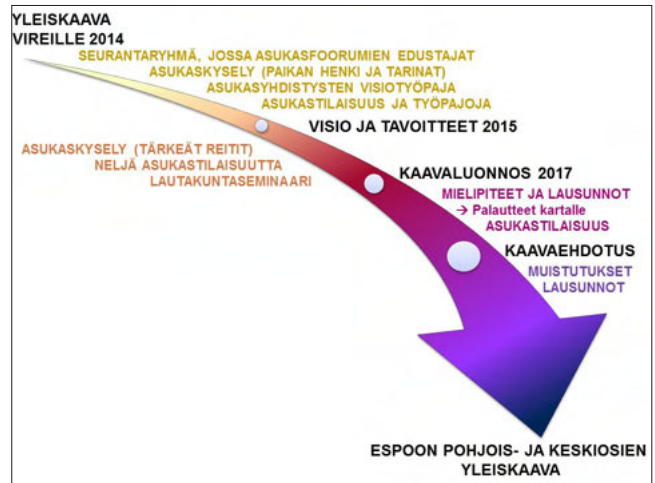 YLEISKAAVA
VIREILLE 2014
SEURANTARYHMÄ, JOSSA ASUKASFOORUMIEN EDUSTAJAT
ASUKASKYSELY (PAIKAN HENKI JA TARINAT)
ASUKASYHDISTYSTEN VISIOTYÖPAJA
ASUKASTILAISUUS JA TYÖPAJOJA
VISIO JA TAVOITTEET 2015
ASUKASKYSELY (TÄRKEÄT REITIT)
NELJÄ ASUKASTILAISUUTTA
LAUTAKUNTASEMINAARI
KAAVALUONNOS 2017
MIELIPITEET JA LAUSUNNOT
→ Palautteet kartalle
ASUKASTILAISUUS
KAAVAEHDOTUS
MUISTUTUKSET
LAUSUNNOT
ESPOON POHJOIS- JA KESKIOSIEN
YLEISKAAVA